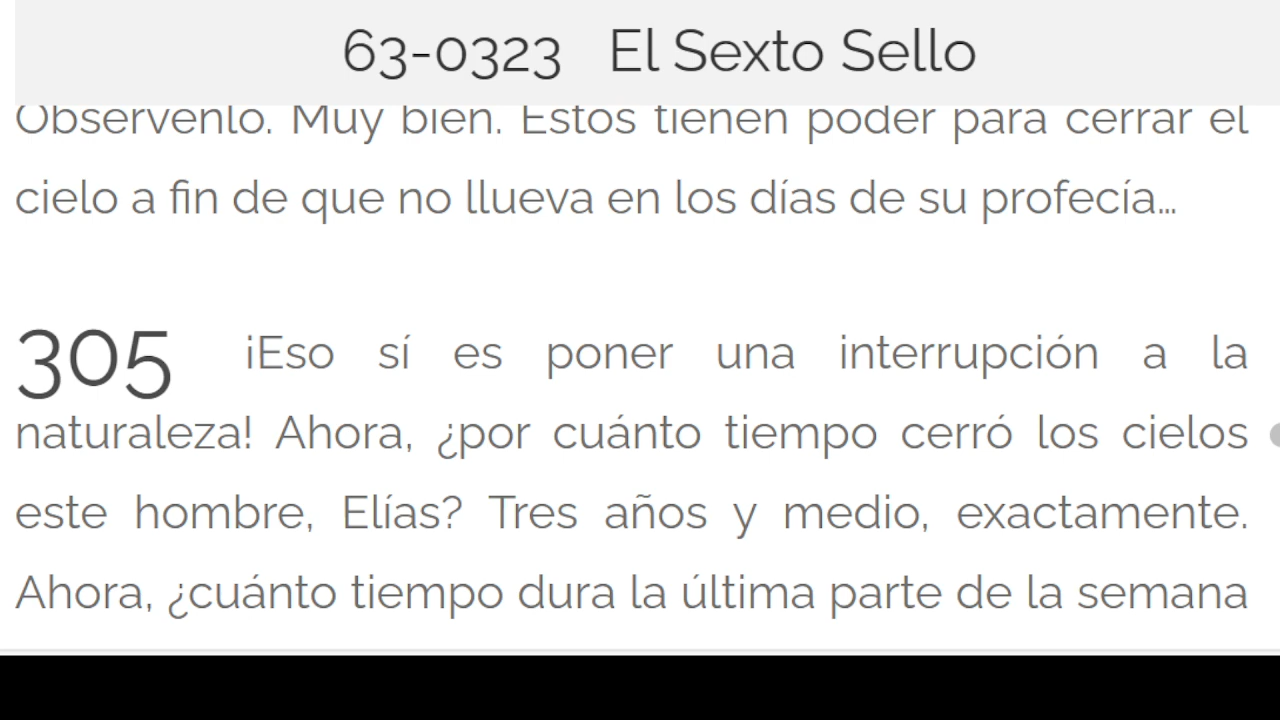 63-0323 El Sexto Sello
Obsérvenlo. Muy bien. Estos tienen poder para cerrar el
cielo a fin de que no llueva en los días de su profecía…
305 ¡Eso sí es poner una interrupción a la
naturaleza! Ahora, ¿por cuánto tiempo cerró los cielos
este hombre, Elías? Tres años y medio, exactamente.
Ahora, ¿cuánto tiempo dura la última parte de la semana